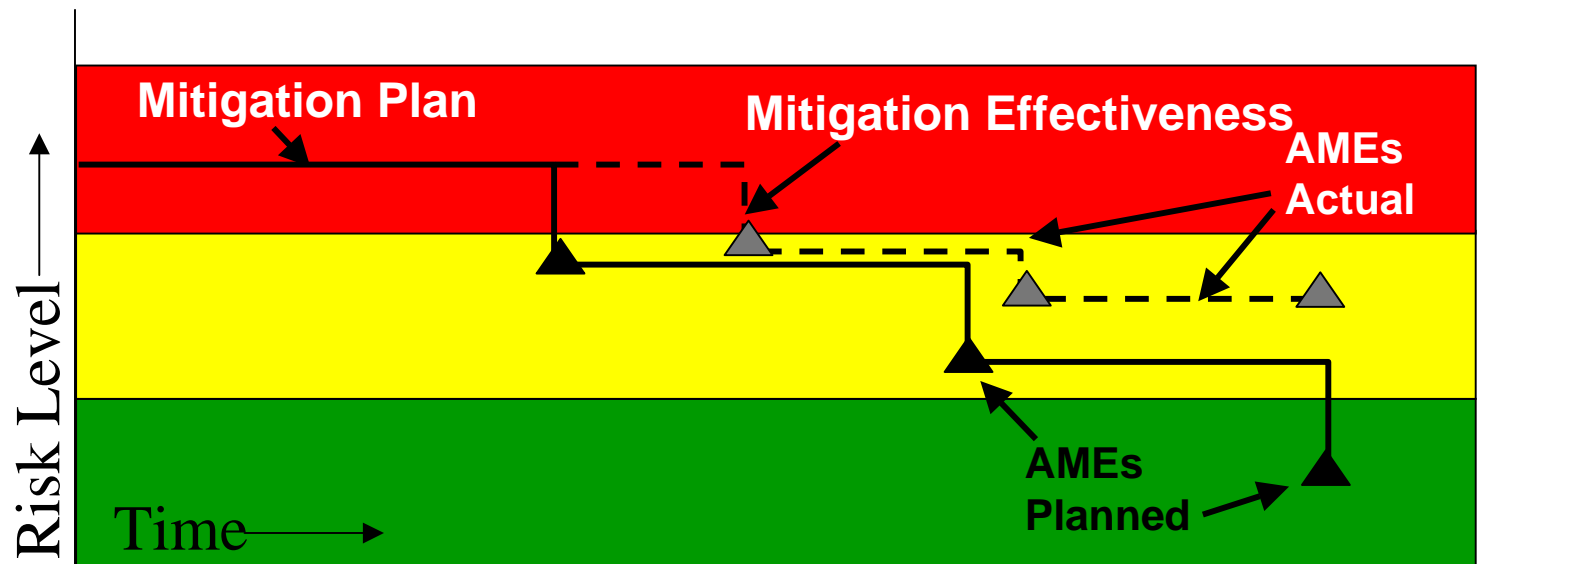 Mitigation Plan
Mitigation Effectiveness
AMEs
Actual
Risk Level
AMEs
Planned
Time